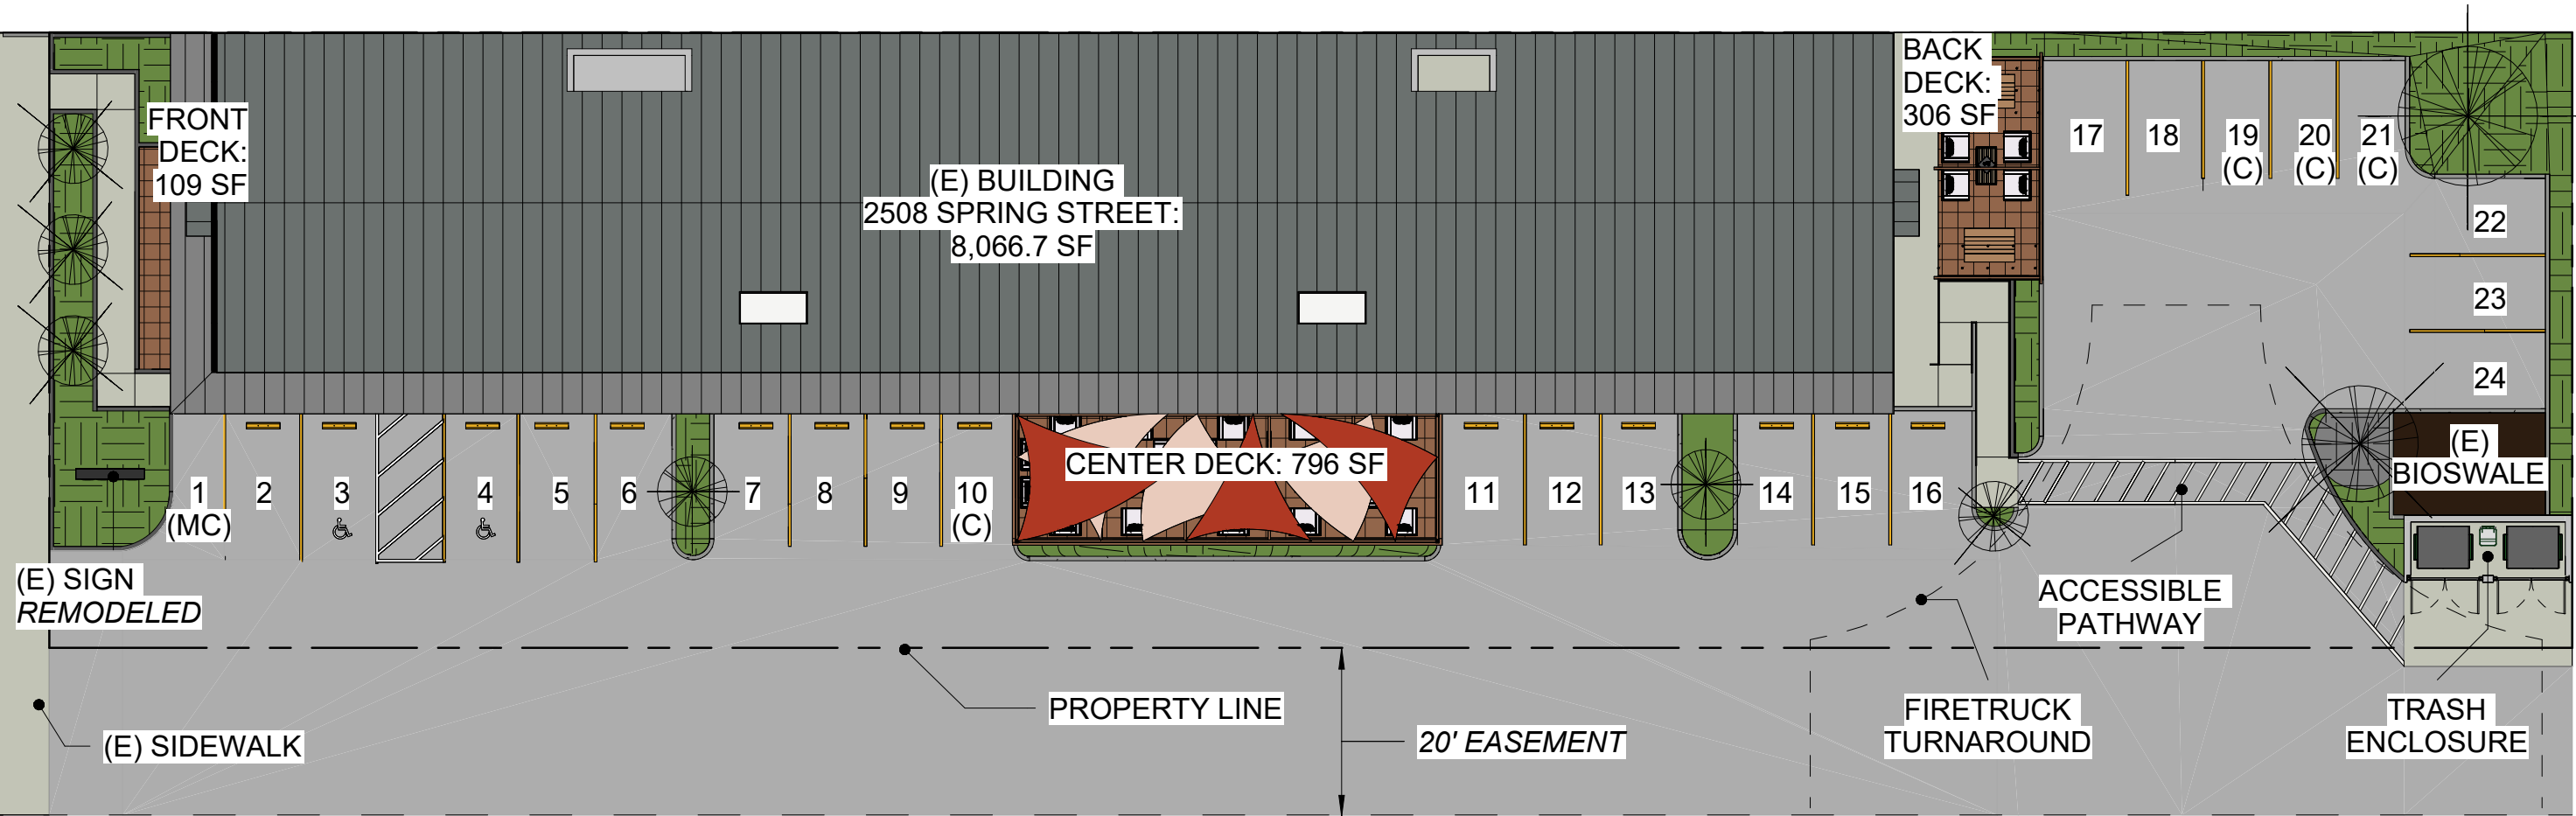 FRONT
DECK:
109 SF
(E) BUILDING
2508 SPRING STREET:
8,066.7 SF
BACK
DECK:
306 SF
17
18
19
(C)
20
(C)
21
(C)
22
23
24
(E)
BIOSWALE
1
(MC)
2
3
4
5
6
7
8
9
10
(C)
CENTER DECK: 796 SF
11
12
13
14
15
16
(E) SIGN
REMODELED
ACCESSIBLE
PATHWAY
PROPERTY LINE
(E) SIDEWALK
20' EASEMENT
FIRETRUCK
TURNAROUND
TRASH
ENCLOSURE